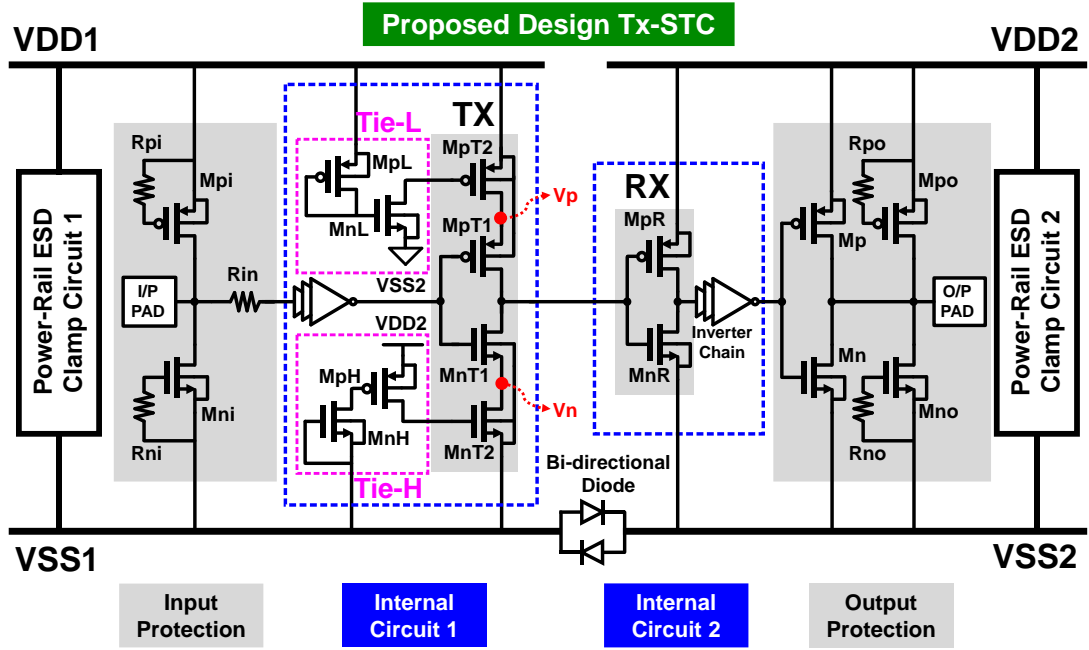 Proposed Design Tx-STC
VDD1
VDD2
Power-Rail ESD
Clamp Circuit 1
Rpi
Mpi
I/P
PAD
Rin
Mni
Rni
Tie-L
MpL
MnL
VSS2
VDD2
MpH
MnH
Tie-H
TX
MpT2
Vp
MpT1
MnT1
Vn
MnT2
Bi-directional
Diode
RX
MpR
MnR
Inverter
Chain
Rpo
Mpo
Mp
O/P
PAD
Mn
Mno
Rno
Power-Rail ESD
Clamp Circuit 2
VSS1
VSS2
Input
Protection
Internal
Circuit 1
Internal
Circuit 2
Output
Protection